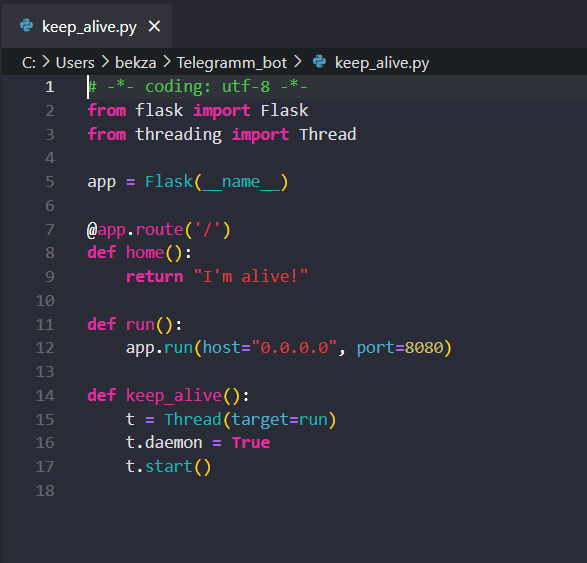 keep_alive.py ×
C: > Users > bekza > Telegramm_bot > keep_alive.py
1 # -*- coding: utf-8 -*-
2 from flask import Flask
3 from threading import Thread
4
5 app = Flask(__name__)
6
7 @app.route('/')
8 def home():
9     return "I'm alive!"
10
11 def run():
12     app.run(host="0.0.0.0", port=8080)
13
14 def keep_alive():
15     t = Thread(target=run)
16     t.daemon = True
17     t.start()
18